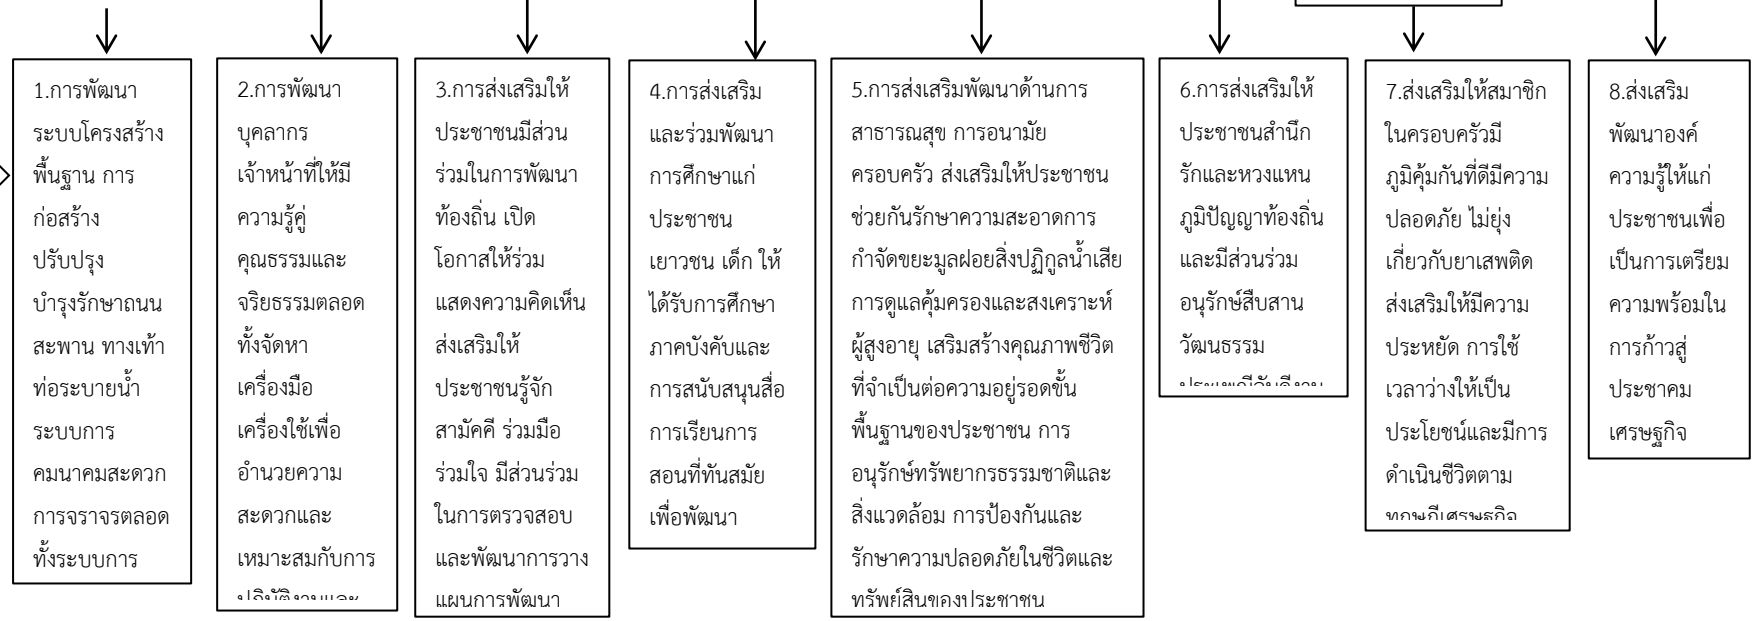 1.การพัฒนา
ระบบโครงสร้าง
พื้นฐาน การ
ก่อสร้าง
ปรับปรุง
บำรุงรักษาถนน
สะพาน ทางเท้า
ท่อระบายน้ำ
ระบบการ
คมนาคมสะดวก
การจราจรตลอด
ทั้งระบบการ
2.การพัฒนา
บุคลากร
เจ้าหน้าที่ให้มี
ความรู้คู่
คุณธรรมและ
จริยธรรมตลอด
ทั้งจัดหา
เครื่องมือ
เครื่องใช้เพื่อ
อำนวยความ
สะดวกและ
เหมาะสมกับการ
ปฏิบัติงานและ
3.การส่งเสริมให้
ประชาชนมีส่วน
ร่วมในการพัฒนา
ท้องถิ่น เปิด
โอกาสให้ร่วม
แสดงความคิดเห็น
ส่งเสริมให้
ประชาชนรู้จัก
สามัคคี ร่วมมือ
ร่วมใจ มีส่วนร่วม
ในการตรวจสอบ
และพัฒนาการวาง
แผนการพัฒนา
4.การส่งเสริม
และร่วมพัฒนา
การศึกษาแก่
ประชาชน
เยาวชน เด็ก ให้
ได้รับการศึกษา
ภาคบังคับและ
การสนับสนุนสื่อ
การเรียนการ
สอนที่ทันสมัย
เพื่อพัฒนา
5.การส่งเสริมพัฒนาด้านการ
สาธารณสุข การอนามัย
ครอบครัว ส่งเสริมให้ประชาชน
ช่วยกันรักษาความสะอาดการ
กำจัดขยะมูลฝอยสิ่งปฏิกูลน้ำเสีย
การดูแลคุ้มครองและสงเคราะห์
ผู้สูงอายุ เสริมสร้างคุณภาพชีวิต
ที่จำเป็นต่อความอยู่รอดขั้น
พื้นฐานของประชาชน การ
อนุรักษ์ทรัพยากรธรรมชาติและ
สิ่งแวดล้อม การป้องกันและ
รักษาความปลอดภัยในชีวิตและ
ทรัพย์สินของประชาชน
6.การส่งเสริมให้
ประชาชนสำนึก
รักและหวงแหน
ภูมิปัญญาท้องถิ่น
และมีส่วนร่วม
อนุรักษ์สืบสาน
วัฒนธรรม
ประเพณีอันดีงาม
7.ส่งเสริมให้สมาชิก
ในครอบครัวมี
ภูมิคุ้มกันที่ดีมีความ
ปลอดภัย ไม่ยุ่ง
เกี่ยวกับยาเสพติด
ส่งเสริมให้มีความ
ประหยัด การใช้
เวลาว่างให้เป็น
ประโยชน์และมีการ
ดำเนินชีวิตตาม
ทฤษฎีเศรษฐกิจ
8.ส่งเสริม
พัฒนาองค์
ความรู้ให้แก่
ประชาชนเพื่อ
เป็นการเตรียม
ความพร้อมใน
การก้าวสู่
ประชาคม
เศรษฐกิจ